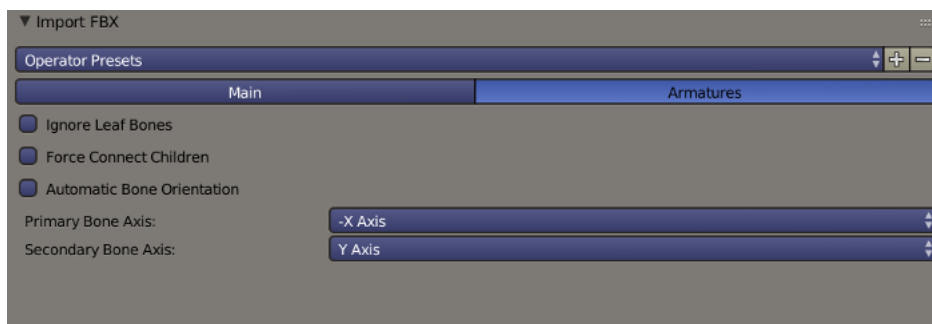 Import FBX
Operator Presets
Main Armatures
Ignore Leaf Bones
Force Connect Children
Automatic Bone Orientation
Primary Bone Axis: -X Axis
Secondary Bone Axis: Y Axis